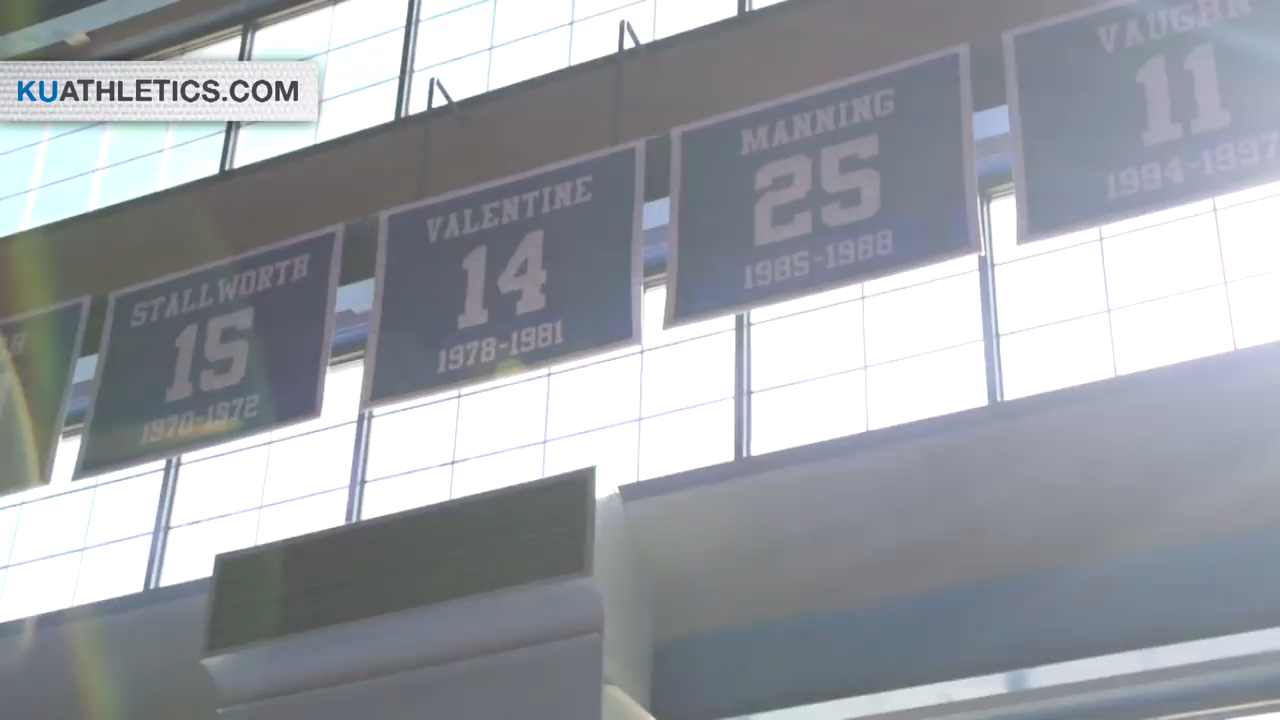 KUATHLETICS.COM
STALLWORTH
15
1970-1972
VALENTINE
14
1978-1981
MANNING
25
1985-1988
VAUGHN
11
1994-1997